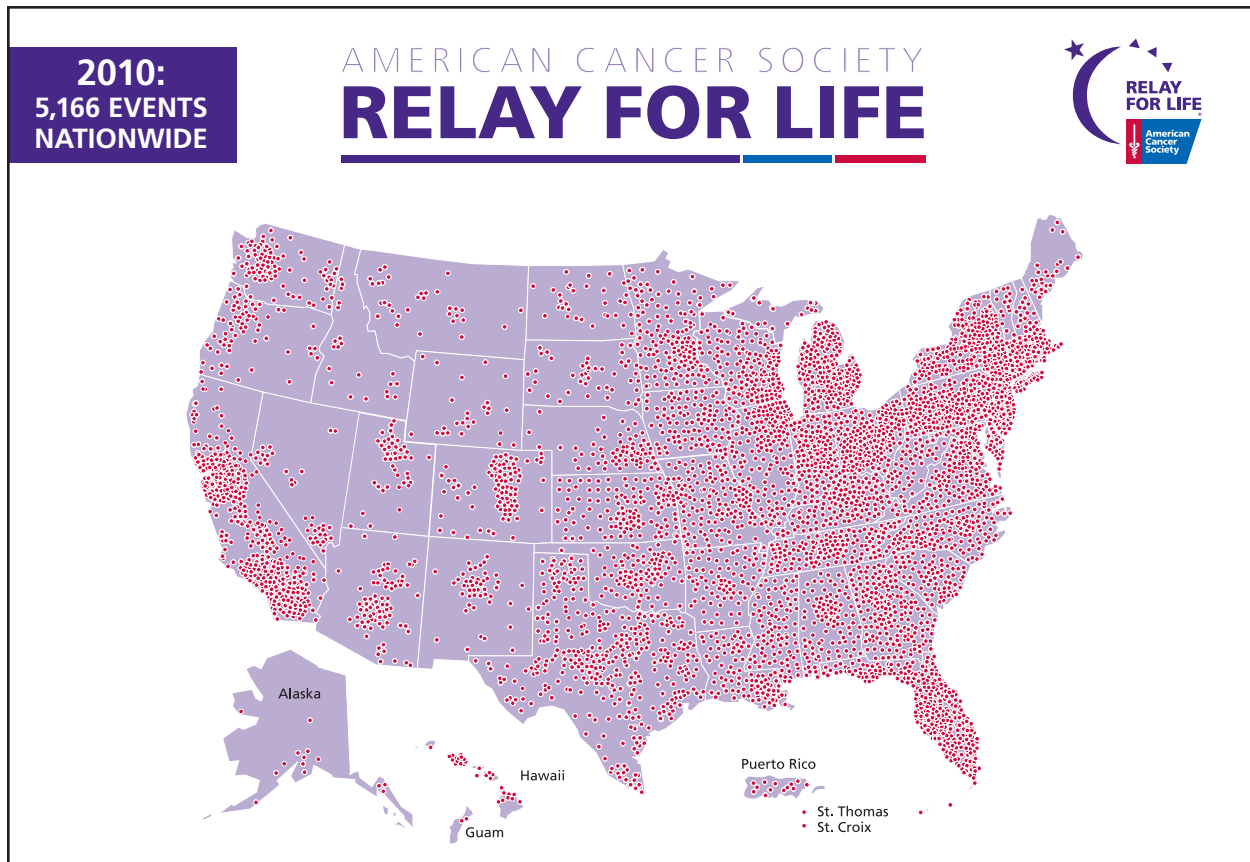 2010:
5,166 EVENTS
NATIONWIDE
AMERICAN CANCER SOCIETY
RELAY FOR LIFE
RELAY
FOR LIFE®
American
Cancer
Society
Alaska
Hawaii
Guam
Puerto Rico
St. Thomas
St. Croix